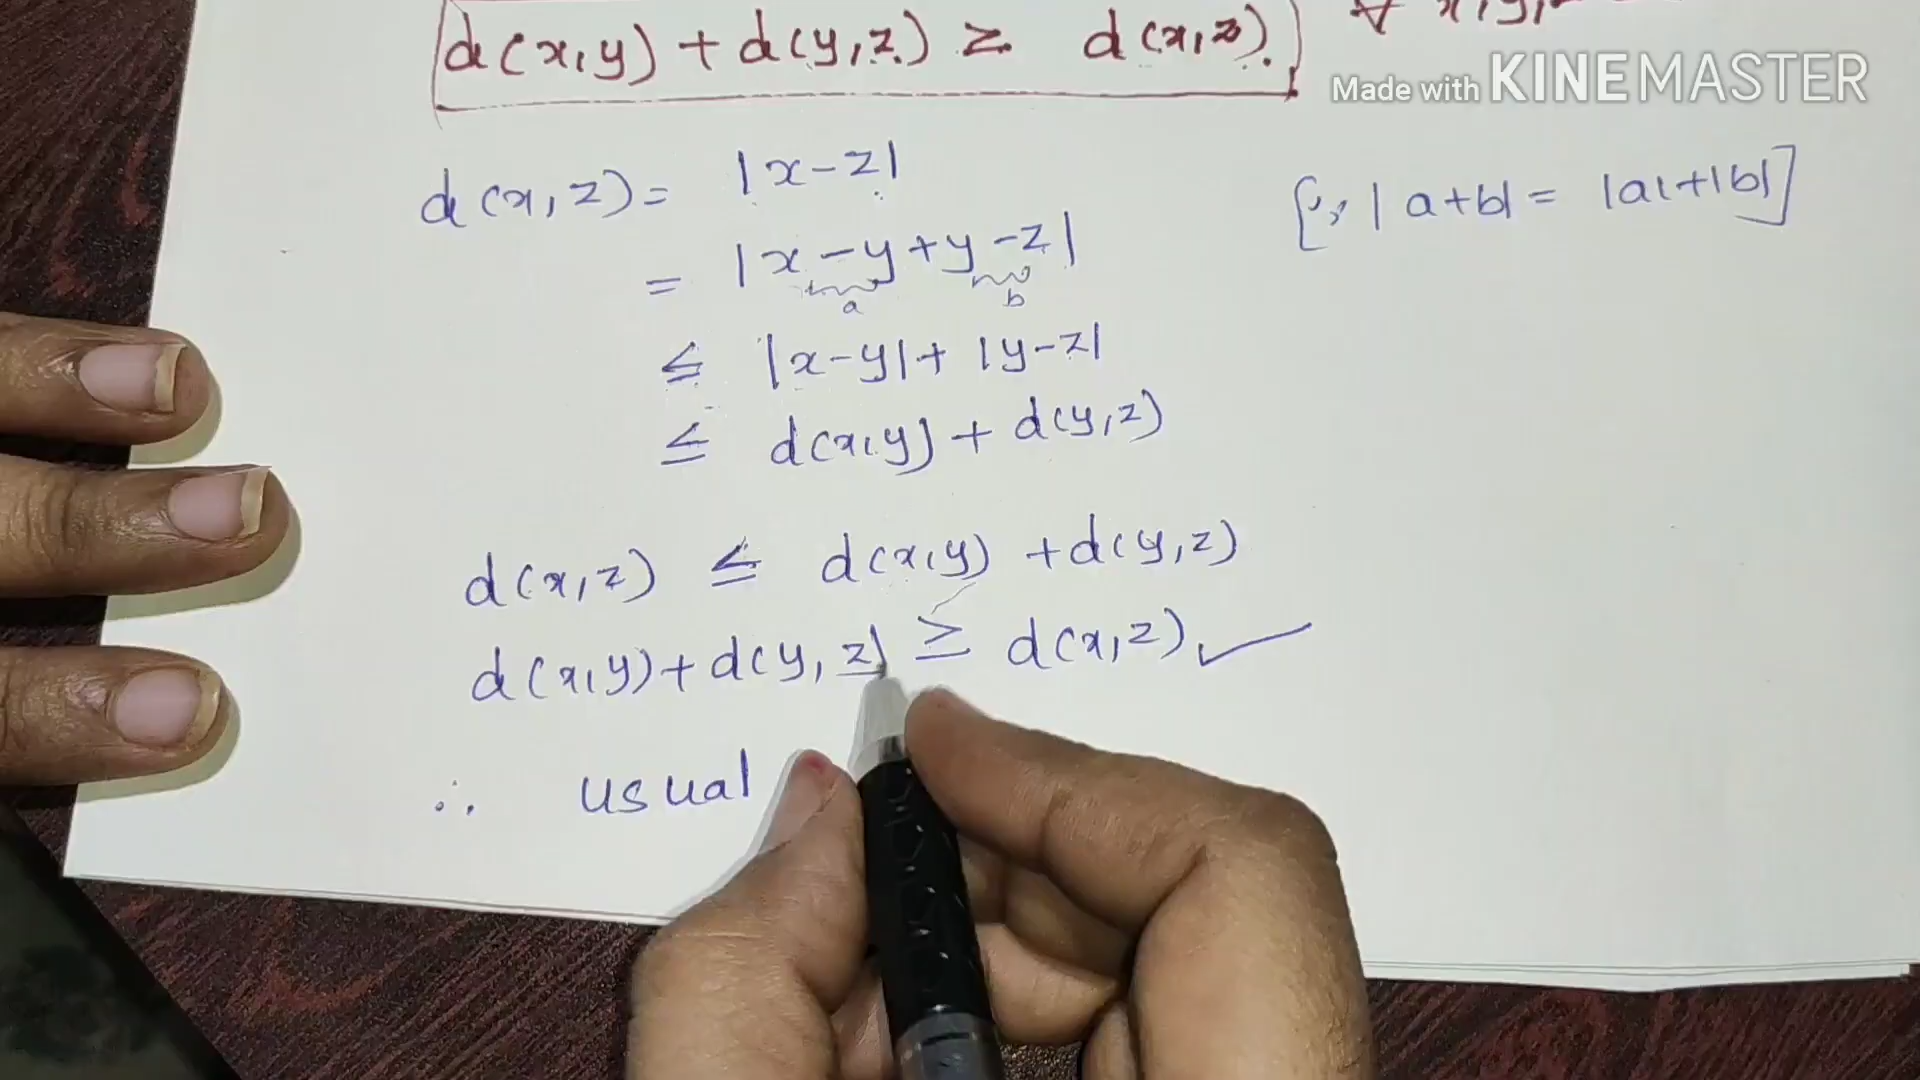 d(x,y) + d(y,z) ≥ d(x,z). ∀ x,y,
Made with KINEMASTER
d(x,z) = |x-z|
[∵ |a+b| = |a|+|b|]
= |x-y+y-z|
a b
≤ |x-y| + |y-z|
≤ d(x,y) + d(y,z)
d(x,z) ≤ d(x,y) + d(y,z)
d(x,y) + d(y,z) ≥ d(x,z) ✓
∴ usual